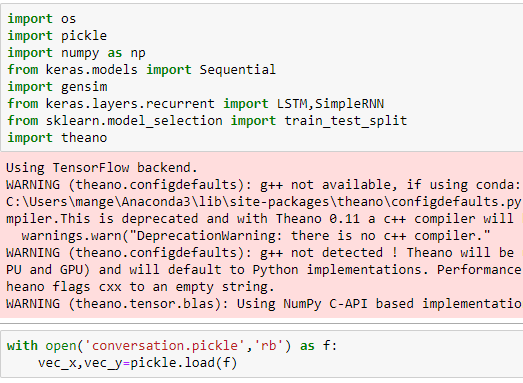 import os
import pickle
import numpy as np
from keras.models import Sequential
import gensim
from keras.layers.recurrent import LSTM,SimpleRNN
from sklearn.model_selection import train_test_split
import theano
Using TensorFlow backend.
WARNING (theano.configdefaults): g++ not available, if using conda:
C:\Users\mange\Anaconda3\lib\site-packages\theano\configdefaults.py
mpiler.This is deprecated and with Theano 0.11 a c++ compiler will
warnings.warn("DeprecationWarning: there is no c++ compiler."
WARNING (theano.configdefaults): g++ not detected ! Theano will be
PU and GPU) and will default to Python implementations. Performance
heano flags cxx to an empty string.
WARNING (theano.tensor.blas): Using NumPy C-API based implementatio
with open('conversation.pickle','rb') as f:
vec_x,vec_y=pickle.load(f)